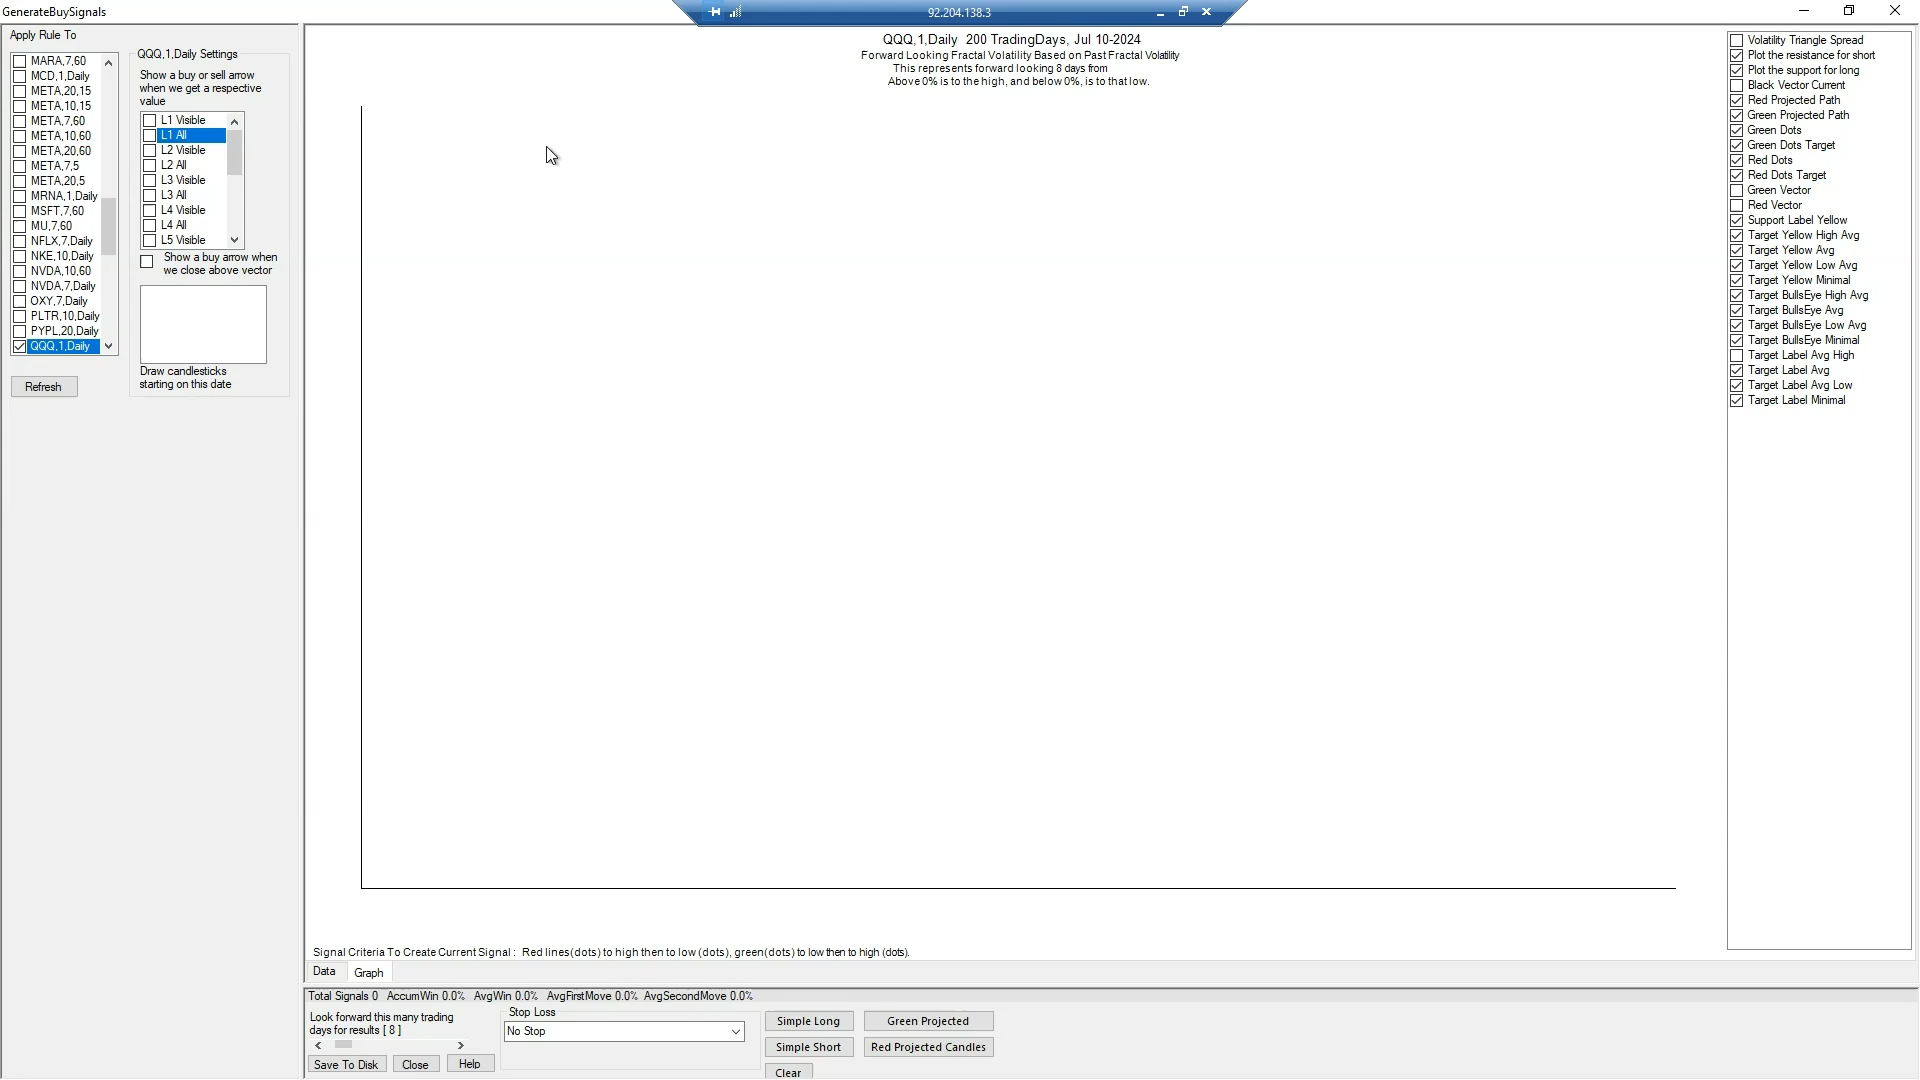 GenerateBuySignals
92.204.138.3
Apply Rule To
MARA,7,60
MCD,1,Daily
META,20,15
META,10,15
META,7,60
META,10,60
META,20,60
META,7,5
META,20,5
MRNA,1,Daily
MSFT,7,60
MU,7,60
NFLX,7,Daily
NKE,10,Daily
NVDA,10,60
NVDA,7,Daily
OXY,7,Daily
PLTR,10,Daily
PYPL,20,Daily
QQQ,1,Daily
Refresh
QQQ,1,Daily Settings
Show a buy or sell arrow
when we get a respective
value
L1 Visible
L1 All
L2 Visible
L2 All
L3 Visible
L3 All
L4 Visible
L4 All
L5 Visible
Show a buy arrow when
we close above vector
Draw candlesticks
starting on this date
QQQ,1,Daily 200 TradingDays, Jul 10-2024
Forward Looking Fractal Volatility Based on Past Fractal Volatility
This represents forward looking 8 days from
Above 0% is to the high, and below 0%, is to that low.
Volatility Triangle Spread
Plot the resistance for short
Plot the support for long
Black Vector Current
Red Projected Path
Green Projected Path
Green Dots
Green Dots Target
Red Dots
Red Dots Target
Green Vector
Red Vector
Support Label Yellow
Target Yellow High Avg
Target Yellow Avg
Target Yellow Low Avg
Target Yellow Minimal
Target BullsEye High Avg
Target BullsEye Avg
Target BullsEye Low Avg
Target BullsEye Minimal
Target Label Avg High
Target Label Avg
Target Label Avg Low
Target Label Minimal
Signal Criteria To Create Current Signal : Red lines(dots) to high then to low (dots), green(dots) to low then to high (dots).
Data Graph
Total Signals 0 AccumWin 0.0% AvgWin 0.0% AvgFirstMove 0.0% AvgSecondMove 0.0%
Look forward this many trading
days for results [ 8 ]
Save To Disk Close Help
Stop Loss
No Stop
Simple Long Green Projected
Simple Short Red Projected Candles
Clear